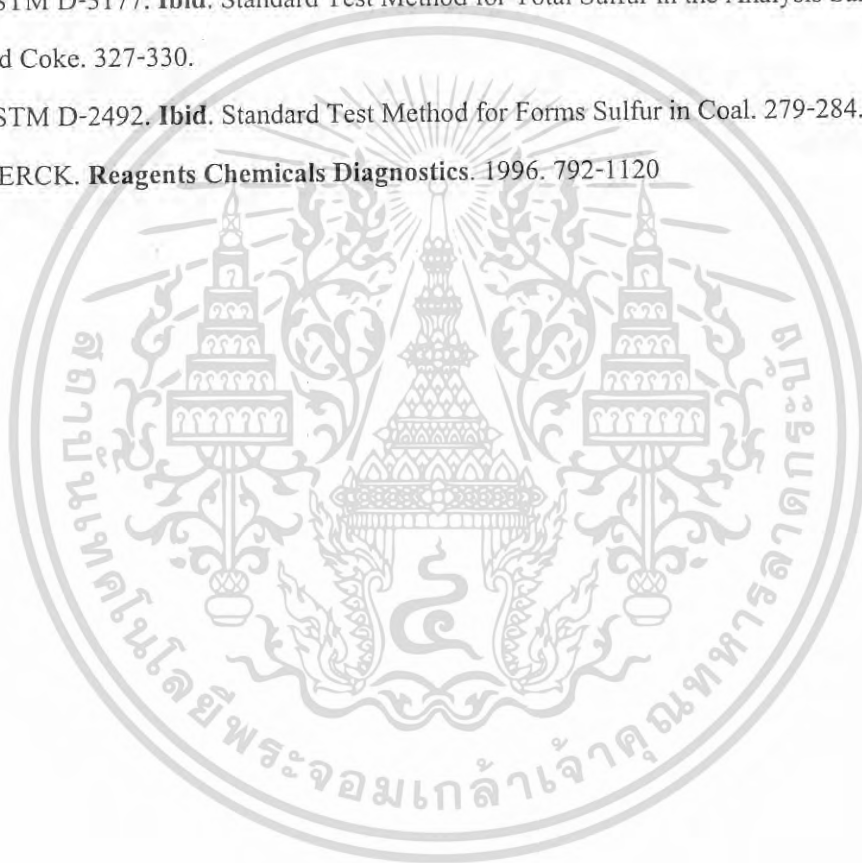 STM D-3177. Ibid. Standard Test Method for Total Sulfur in the Analysis
d Coke. 327-330.
STM D-2492. Ibid. Standard Test Method for Forms Sulfur in Coal. 279-284.
ERCK. Reagents Chemicals Diagnostics. 1996. 792-1120
สถาบันเทคโนโลยีพระจอมเกล้าเจ้าคุณทหารลาดกระบัง
๔